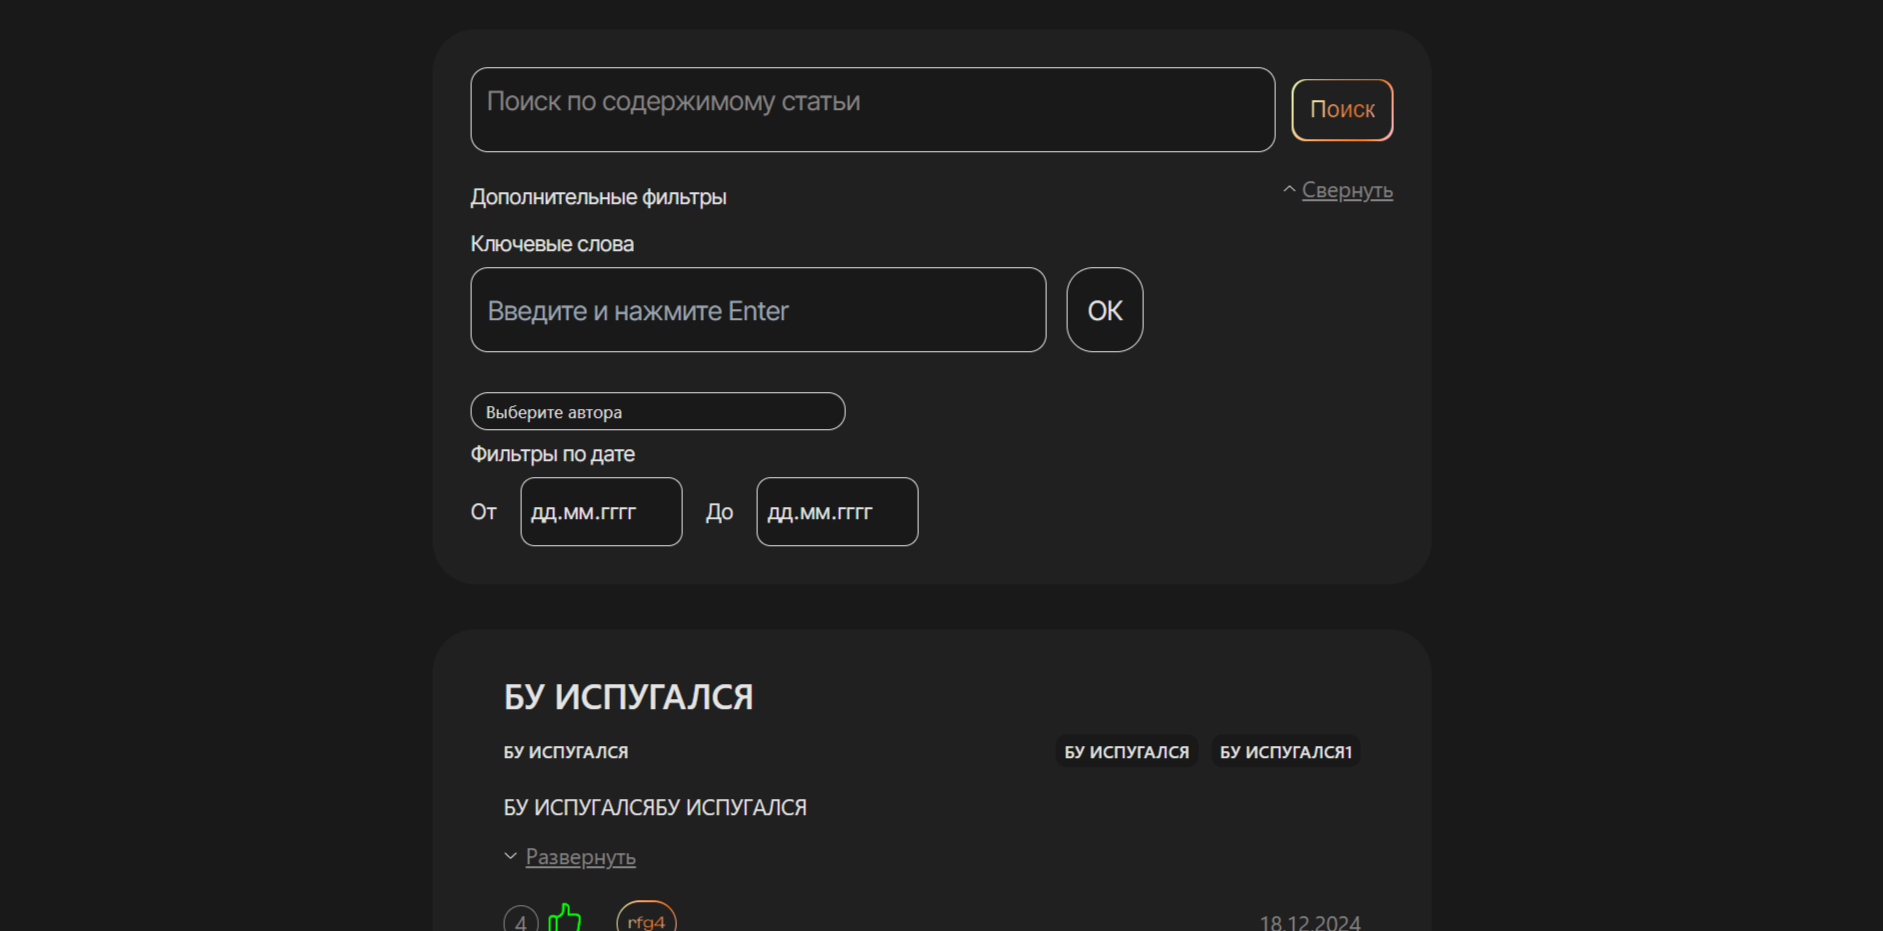 Поиск по содержимому статьи
Поиск
Дополнительные фильтры
Свернуть
Ключевые слова
Введите и нажмите Enter
ОК
Выберите автора
Фильтры по дате
От дд.мм.гггг До дд.мм.гггг
БУ ИСПУГАЛСЯ
БУ ИСПУГАЛСЯ БУ ИСПУГАЛСЯ БУ ИСПУГАЛСЯ1
БУ ИСПУГАЛСЯБУ ИСПУГАЛСЯ
Развернуть
4 rfg4 18.12.2024